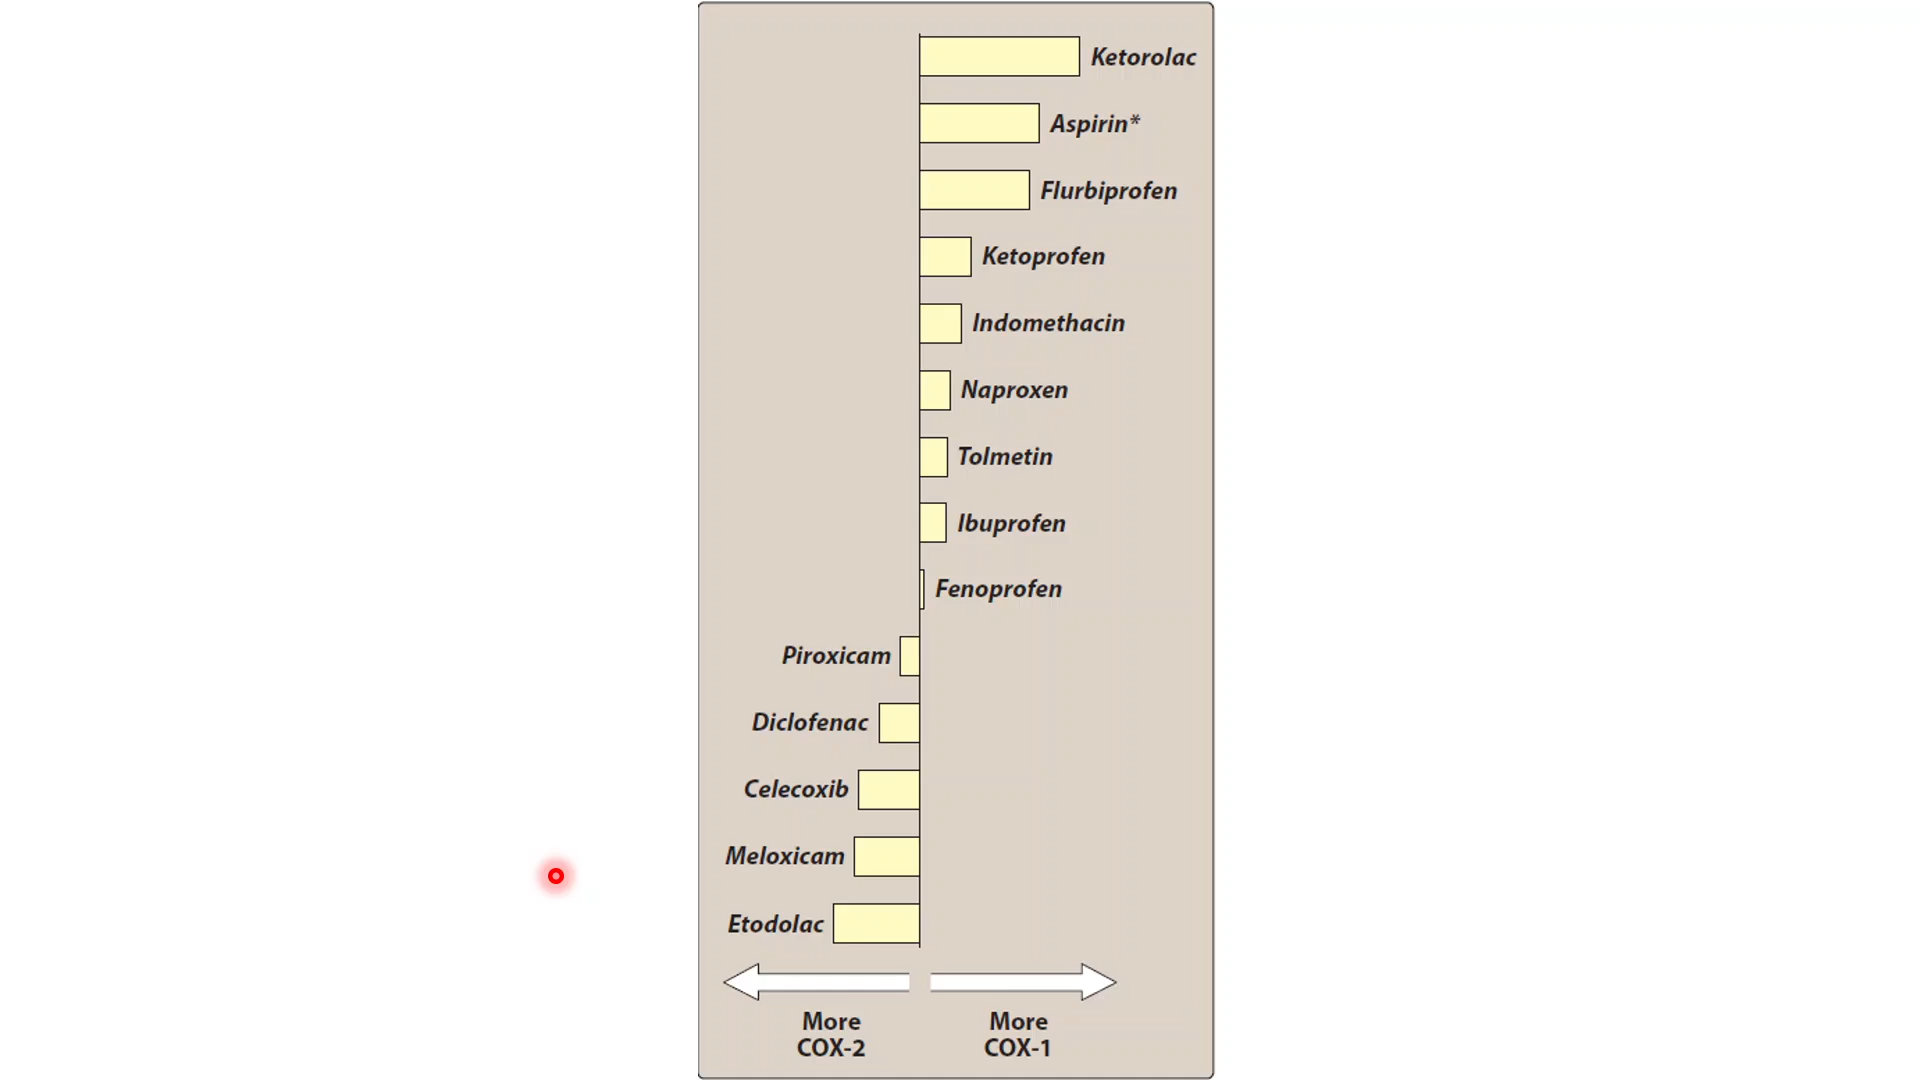 Ketorolac
Aspirin*
Flurbiprofen
Ketoprofen
Indomethacin
Naproxen
Tolmetin
Ibuprofen
Fenoprofen
Piroxicam
Diclofenac
Celecoxib
Meloxicam
Etodolac
More
COX-2
More
COX-1